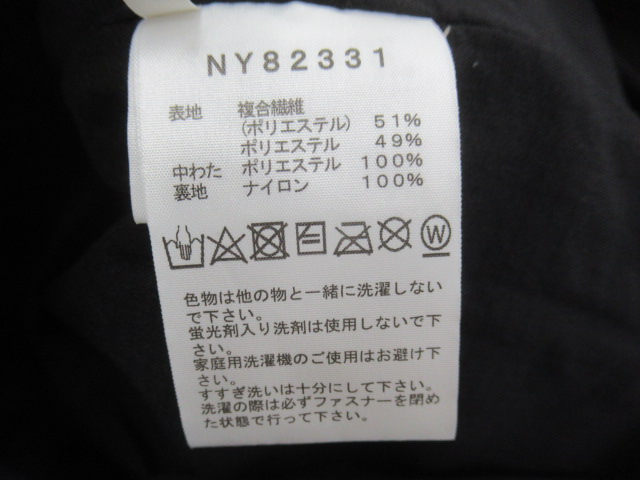 NY82331
表地 複合繊維
(ポリエステル) 51%
ポリエステル 49%
中わた ポリエステル 100%
裏地 ナイロン 100%
W
色物は他の物と一緒に洗濯しない
で下さい。
蛍光剤入り洗剤は使用しないで下
さい。
家庭用洗濯機のご使用はお避け下
さい。
すすぎ洗いは十分にして下さい。
洗濯の際は必ずファスナーを閉め
た状態で行って下さい。